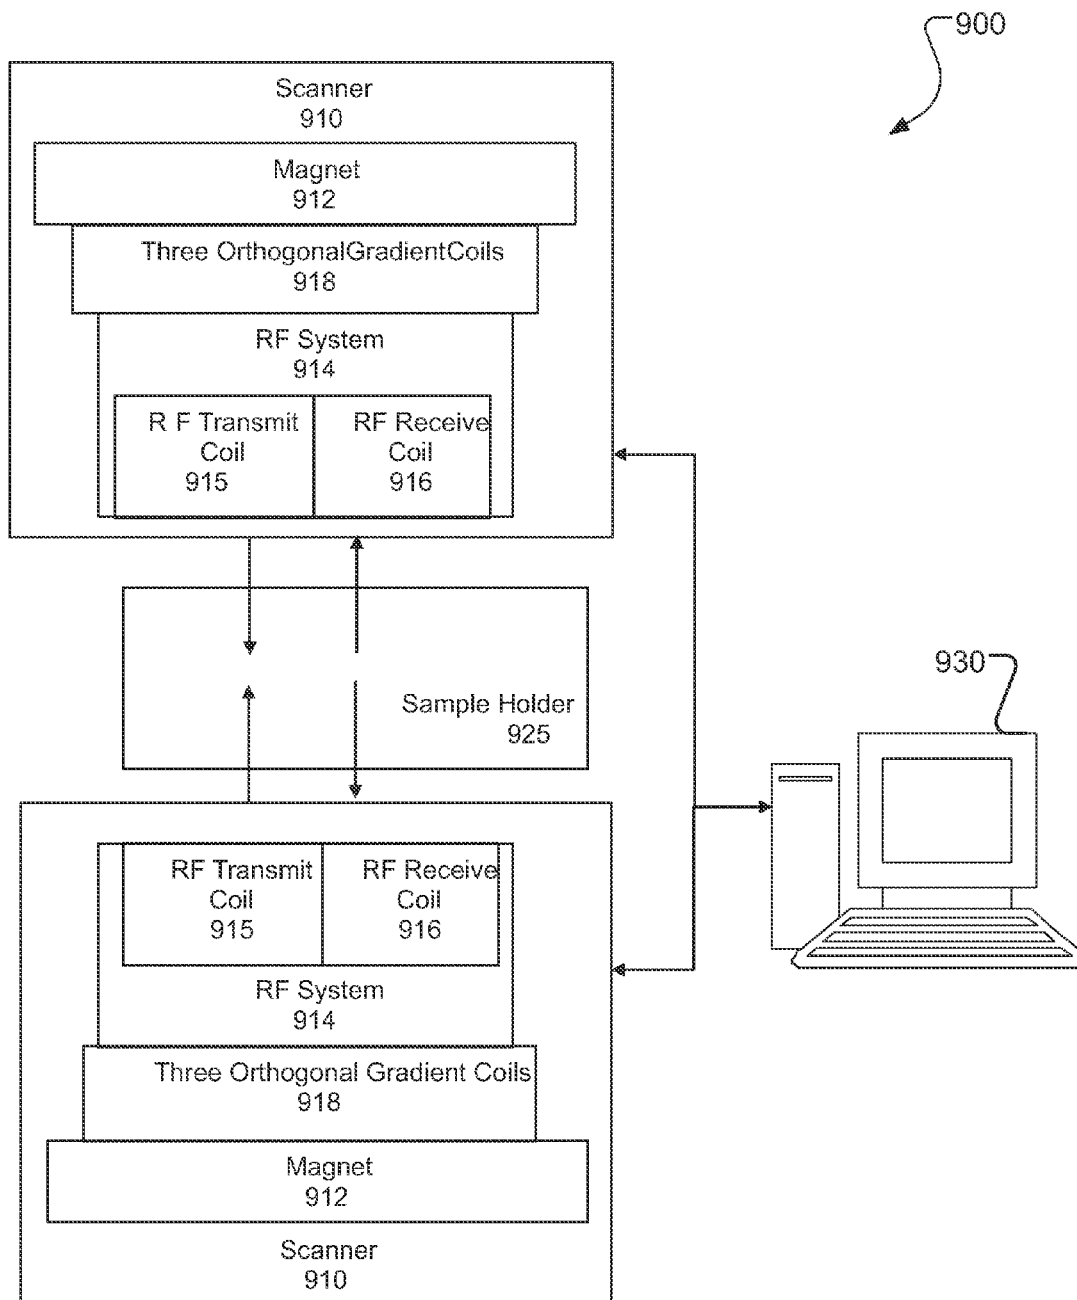 900
Scanner
910
Magnet
912
Three OrthogonalGradientCoils
918
RF System
914
R F Transmit
Coil
915
RF Receive
Coil
916
Sample Holder
925
930
RF Transmit
Coil
915
RF Receive
Coil
916
RF System
914
Three Orthogonal Gradient Coils
918
Magnet
912
Scanner
910